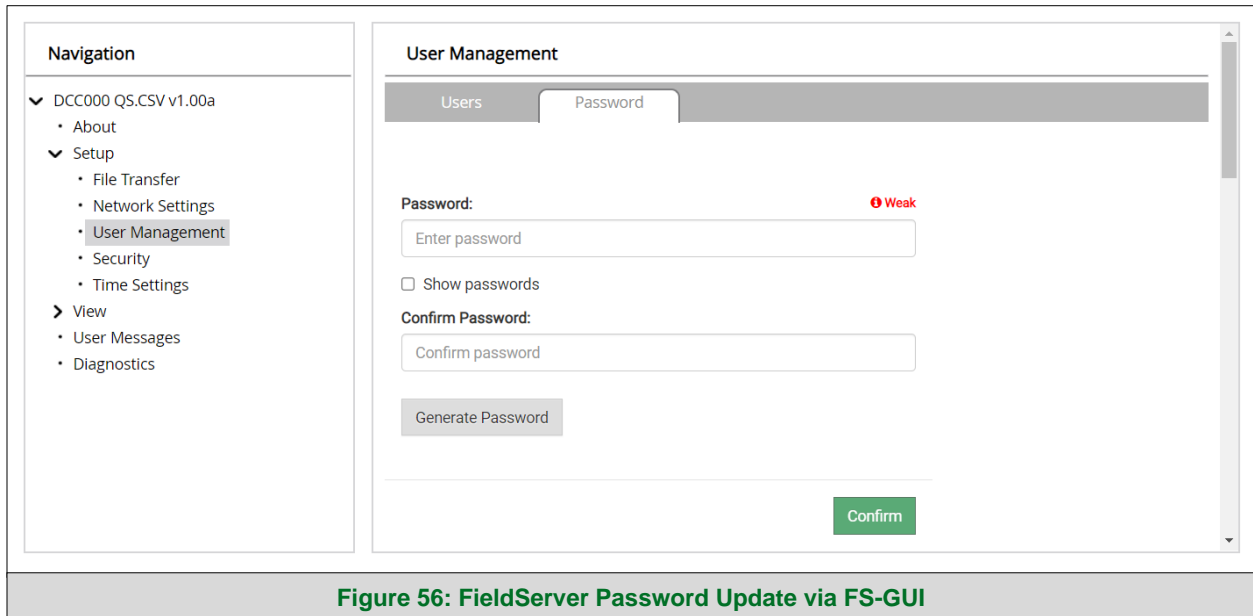 Navigation
DCC000 QS.CSV v1.00a
• About
Setup
• File Transfer
• Network Settings
• User Management
• Security
• Time Settings
View
• User Messages
• Diagnostics
User Management
Users
Password
Password:
Weak
Enter password
Show passwords
Confirm Password:
Confirm password
Generate Password
Confirm
Figure 56: FieldServer Password Update via FS-GUI